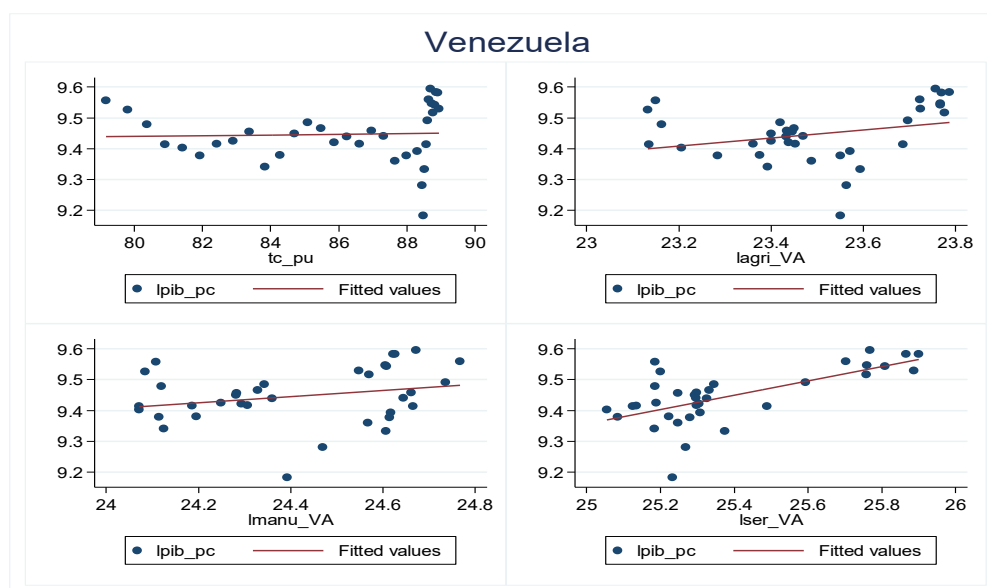 Venezuela
9.6
9.5
9.4
9.3
9.2
80 82 84 86 88 90
tc_pu
lpib_pc Fitted values
9.6
9.5
9.4
9.3
9.2
23 23.2 23.4 23.6 23.8
lagri_VA
lpib_pc Fitted values
9.6
9.5
9.4
9.3
9.2
24 24.2 24.4 24.6 24.8
lmanu_VA
lpib_pc Fitted values
9.6
9.5
9.4
9.3
9.2
25 25.2 25.4 25.6 25.8 26
lser_VA
lpib_pc Fitted values